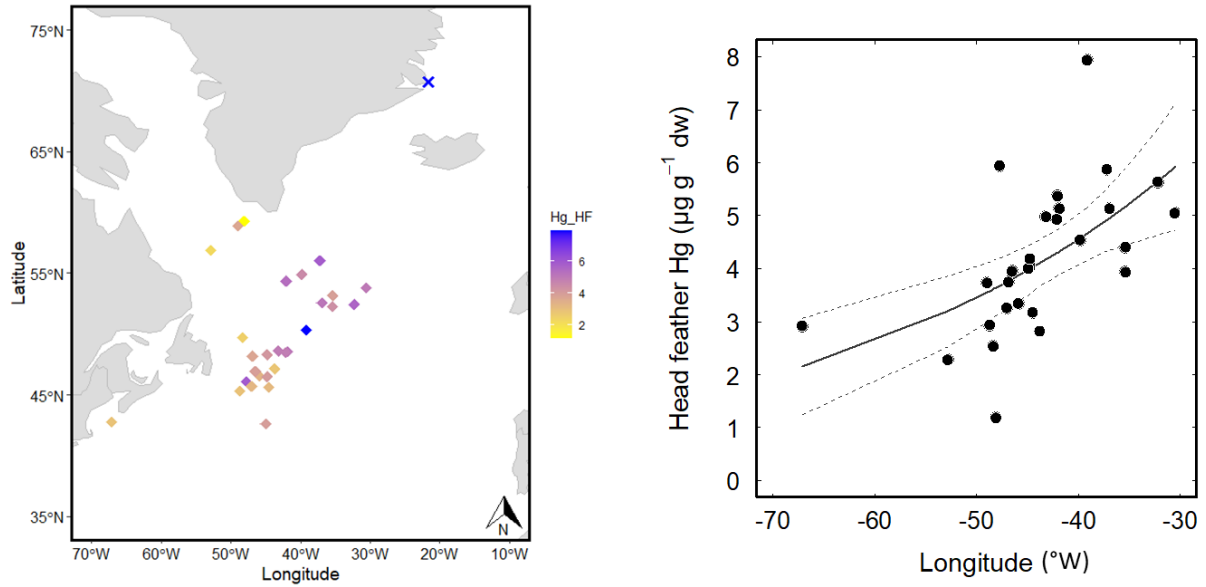 75°N
65°N
55°N
45°N
35°N
Latitude
70°W 60°W 50°W 40°W 30°W 20°W 10°W
Longitude
N
Hg_HF
6
4
2
8
7
6
5
4
3
2
1
0
Head feather Hg (µg g⁻¹ dw)
-70 -60 -50 -40 -30
Longitude (°W)